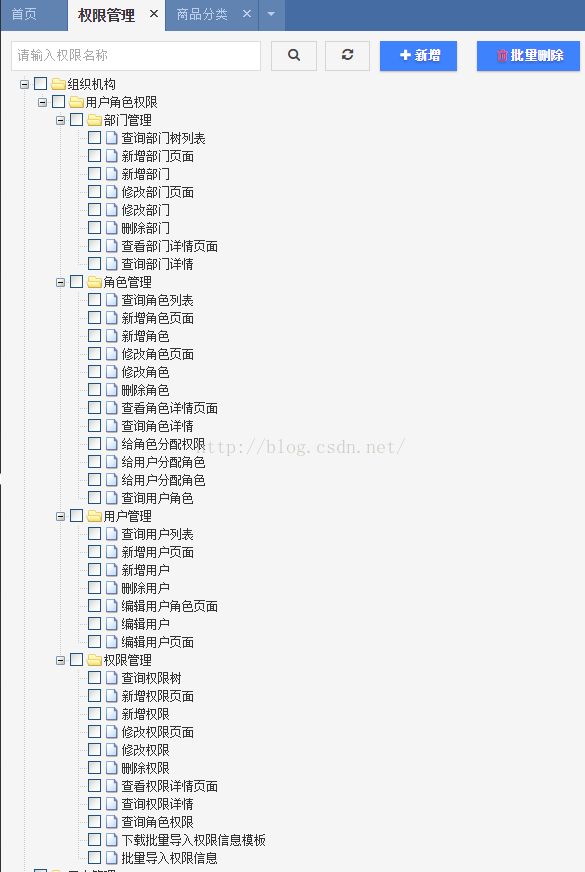 首页 权限管理 × 商品分类 ×
请输入权限名称 新增 批量删除
组织机构
用户角色权限
部门管理
查询部门树列表
新增部门页面
新增部门
修改部门页面
修改部门
删除部门
查看部门详情页面
查询部门详情
角色管理
查询角色列表
新增角色页面
新增角色
修改角色页面
修改角色
删除角色
查看角色详情页面
查询角色详情
给角色分配权限
http://blog.csdn.net/
给用户分配角色
给用户分配角色
查询用户角色
用户管理
查询用户列表
新增用户页面
新增用户
删除用户
编辑用户角色页面
编辑用户
编辑用户页面
权限管理
查询权限树
新增权限页面
新增权限
修改权限页面
修改权限
删除权限
查看权限详情页面
查询权限详情
查询角色权限
下载批量导入权限信息模板
批量导入权限信息